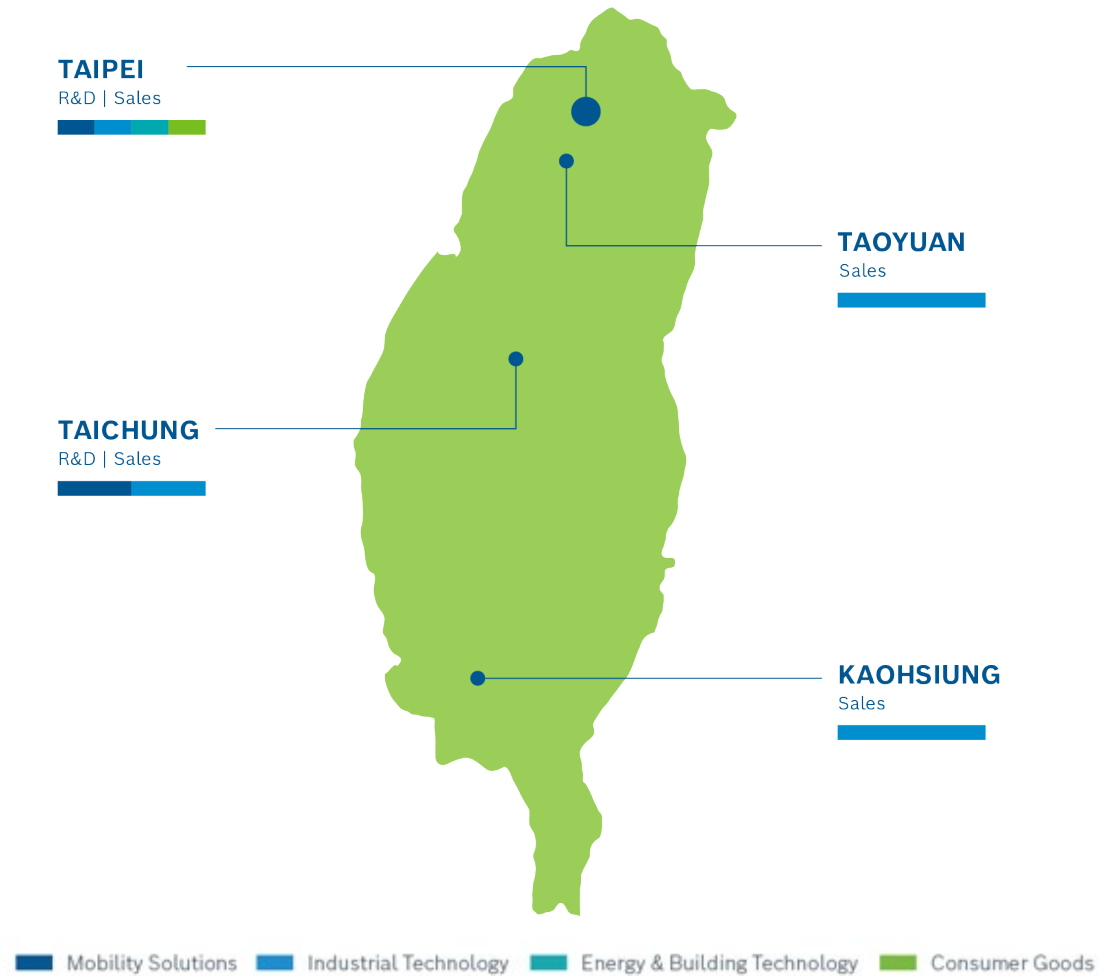 TAIPEI
R&D | Sales
TAOYUAN
Sales
TAICHUNG
R&D | Sales
KAOHSIUNG
Sales
Mobility Solutions
Industrial Technology
Energy & Building Technology
Consumer Goods